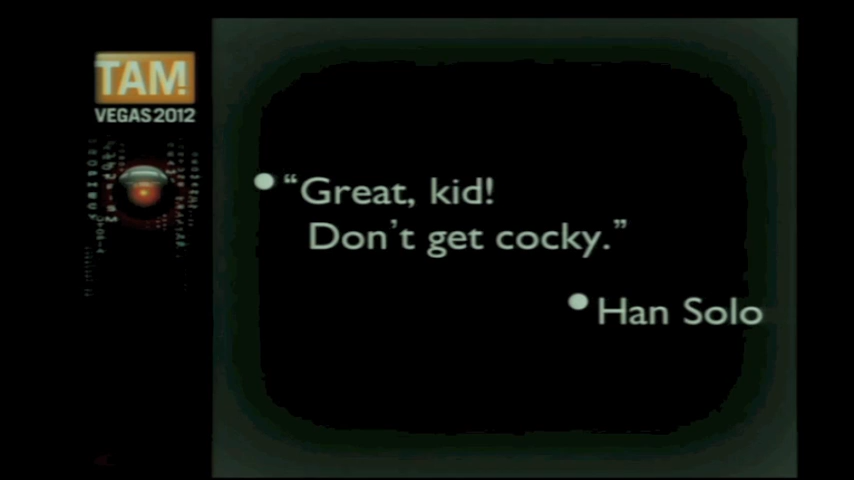 TAM!
VEGAS 2012
“Great, kid!
Don’t get cocky.”
Han Solo